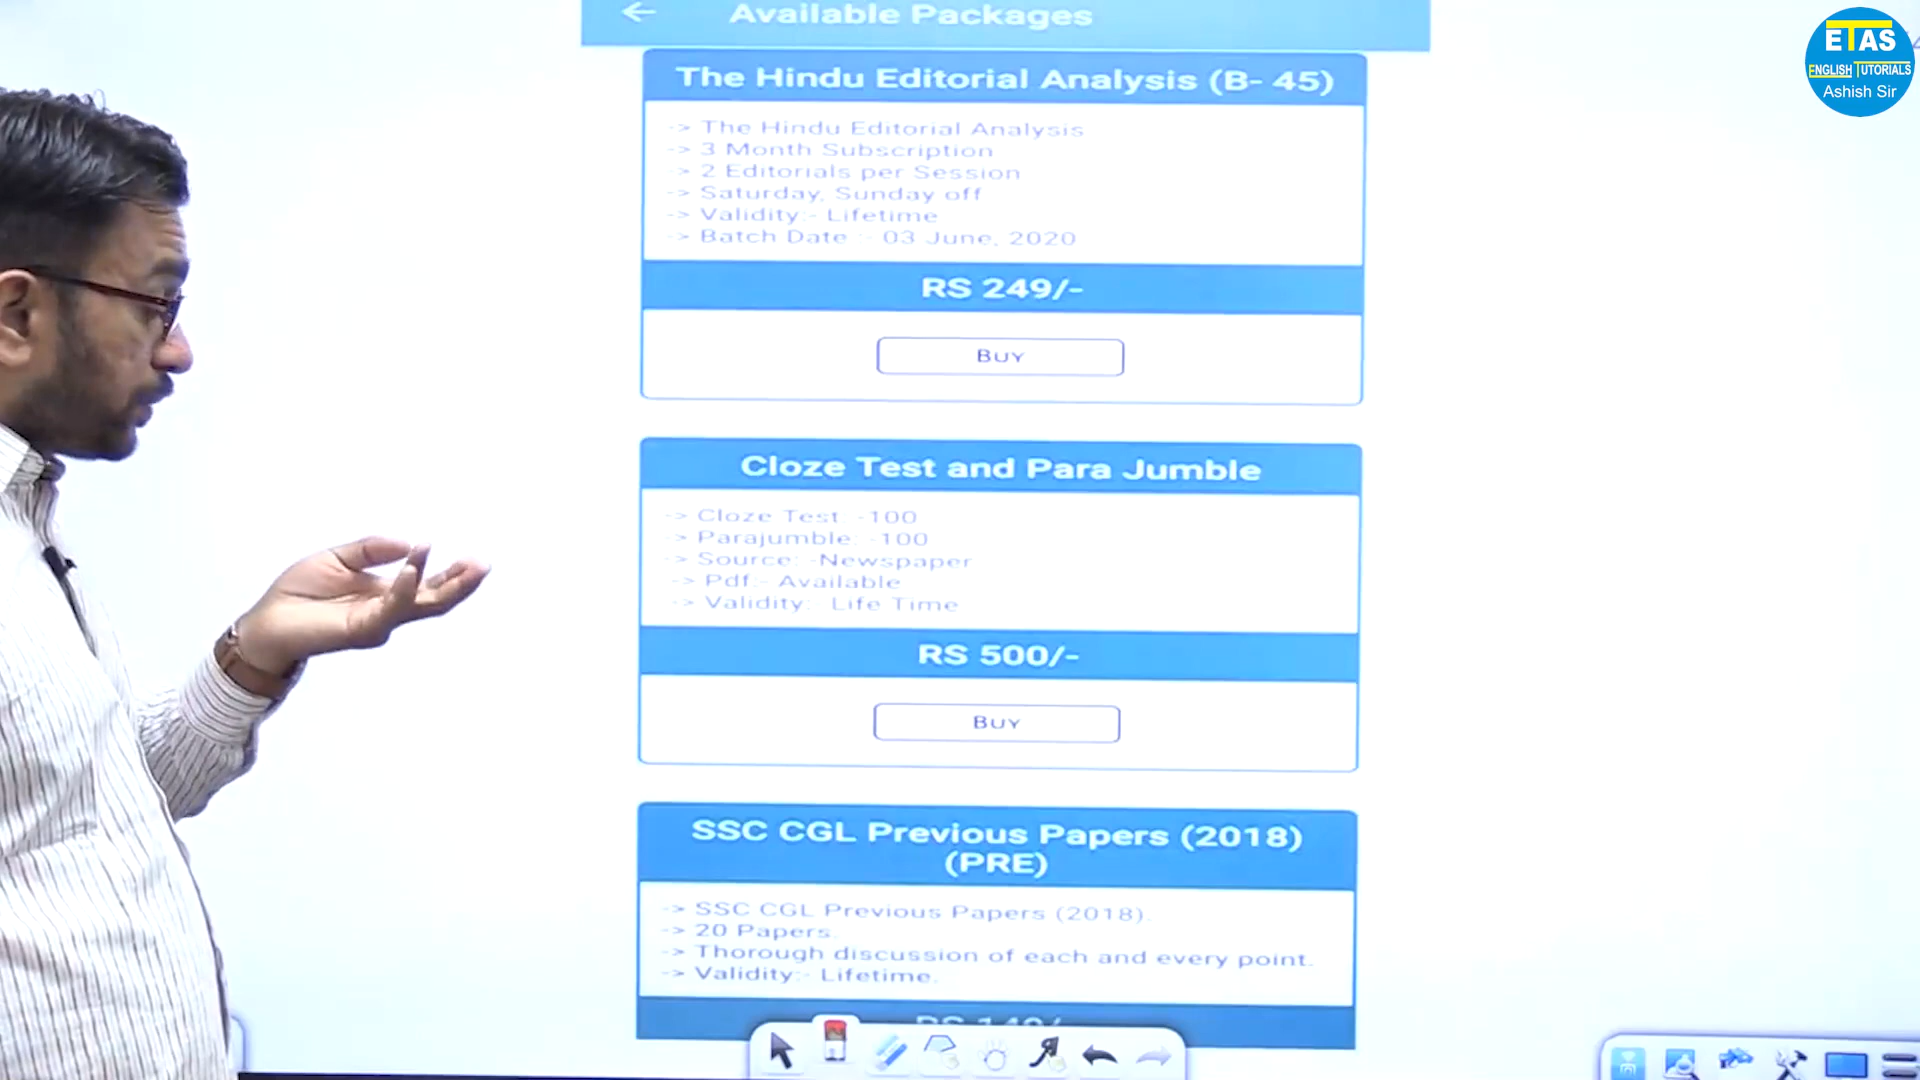 Available Packages
ETAS
ENGLISH TUTORIALS
Ashish Sir
The Hindu Editorial Analysis (B- 45)
-> The Hindu Editorial Analysis
-> 3 Month Subscription
-> 2 Editorials per Session
-> Saturday, Sunday off
-> Validity:- Lifetime
-> Batch Date :- 03 June, 2020
RS 249/-
BUY
Cloze Test and Para Jumble
-> Cloze Test: -100
-> Parajumble: -100
-> Source: -Newspaper
-> Pdf:- Available
-> Validity:- Life Time
RS 500/-
BUY
SSC CGL Previous Papers (2018)
(PRE)
-> SSC CGL Previous Papers (2018).
-> 20 Papers.
-> Thorough discussion of each and every point.
-> Validity:- Lifetime.